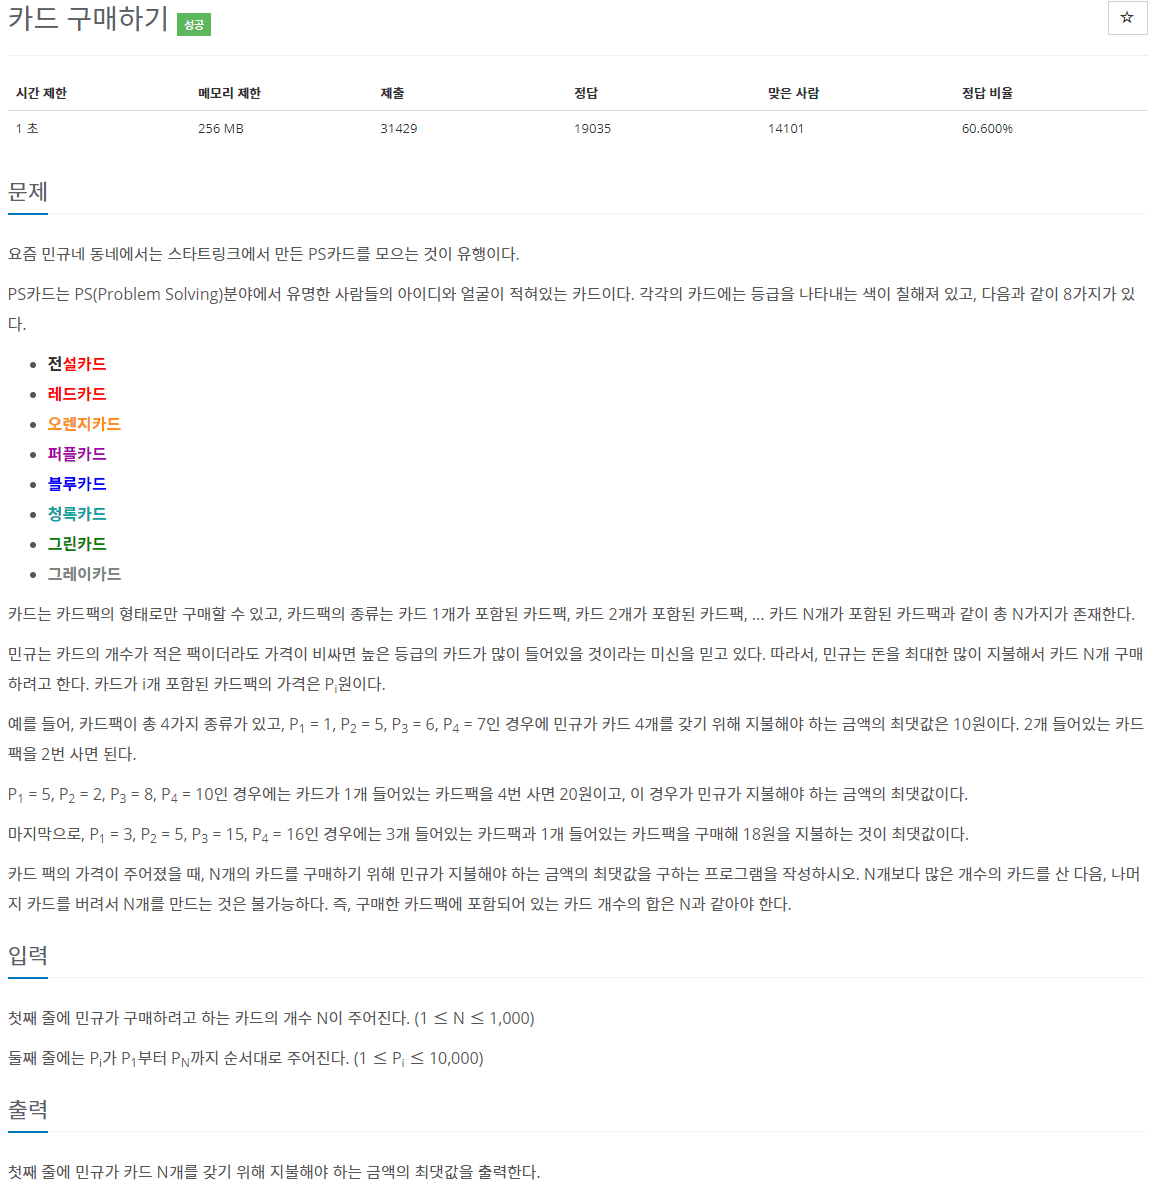 카드 구매하기 성공
☆
시간 제한 메모리 제한 제출 정답 맞은 사람 정답 비율
1 초 256 MB 31429 19035 14101 60.600%
문제
요즘 민규네 동네에서는 스타트링크에서 만든 PS카드를 모으는 것이 유행이다.
PS카드는 PS(Problem Solving)분야에서 유명한 사람들의 아이디와 얼굴이 적혀있는 카드이다. 각각의 카드에는 등급을 나타내는 색이 칠해져 있고, 다음과 같이 8가지가 있
다.
• 전설카드
• 레드카드
• 오렌지카드
• 퍼플카드
• 블루카드
• 청록카드
• 그린카드
• 그레이카드
카드는 카드팩의 형태로만 구매할 수 있고, 카드팩의 종류는 카드 1개가 포함된 카드팩, 카드 2개가 포함된 카드팩, ... 카드 N개가 포함된 카드팩과 같이 총 N가지가 존재한다.
민규는 카드의 개수가 적은 팩이더라도 가격이 비싸면 높은 등급의 카드가 많이 들어있을 것이라는 미신을 믿고 있다. 따라서, 민규는 돈을 최대한 많이 지불해서 카드 N개 구매
하려고 한다. 카드가 i개 포함된 카드팩의 가격은 Pi원이다.
예를 들어, 카드팩이 총 4가지 종류가 있고, P1 = 1, P2 = 5, P3 = 6, P4 = 7인 경우에 민규가 카드 4개를 갖기 위해 지불해야 하는 금액의 최댓값은 10원이다. 2개 들어있는 카드
팩을 2번 사면 된다.
P1 = 5, P2 = 2, P3 = 8, P4 = 10인 경우에는 카드가 1개 들어있는 카드팩을 4번 사면 20원이고, 이 경우가 민규가 지불해야 하는 금액의 최댓값이다.
마지막으로, P1 = 3, P2 = 5, P3 = 15, P4 = 16인 경우에는 3개 들어있는 카드팩과 1개 들어있는 카드팩을 구매해 18원을 지불하는 것이 최댓값이다.
카드 팩의 가격이 주어졌을 때, N개의 카드를 구매하기 위해 민규가 지불해야 하는 금액의 최댓값을 구하는 프로그램을 작성하시오. N개보다 많은 개수의 카드를 산 다음, 나머
지 카드를 버려서 N개를 만드는 것은 불가능하다. 즉, 구매한 카드팩에 포함되어 있는 카드 개수의 합은 N과 같아야 한다.
입력
첫째 줄에 민규가 구매하려고 하는 카드의 개수 N이 주어진다. (1 ≤ N ≤ 1,000)
둘째 줄에는 Pi가 P1부터 PN까지 순서대로 주어진다. (1 ≤ Pi ≤ 10,000)
출력
첫째 줄에 민규가 카드 N개를 갖기 위해 지불해야 하는 금액의 최댓값을 출력한다.